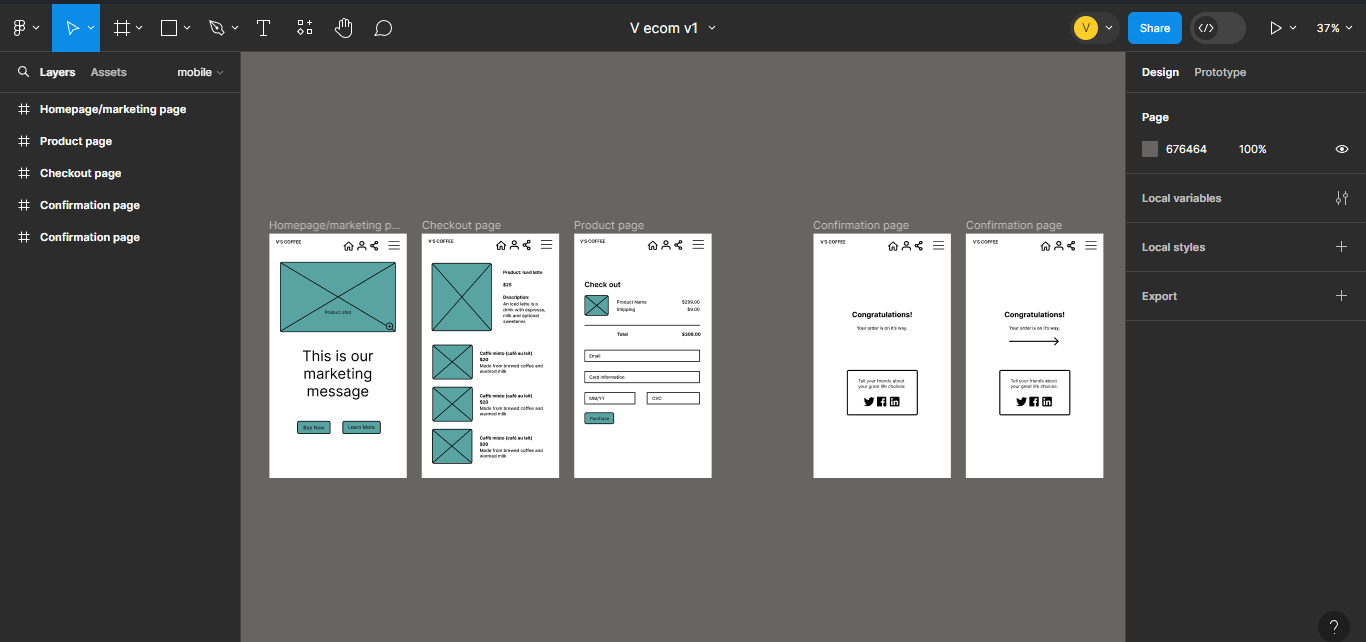 V ecom v1
V
Share
37%
Layers
Assets
mobile
Design
Prototype
Homepage/marketing page
Product page
Checkout page
Confirmation page
Confirmation page
Page
676464
100%
Local variables
Local styles
Export
Homepage/marketing p...
V'S COFFEE
Product shot
This is our
marketing
message
Buy Now
Learn More
Checkout page
V'S COFFEE
Product: Iced latte
$25
Description:
An iced latte is a
drink with espresso,
milk and optional
sweetener.
Caffè misto (café au lait)
$20
Made from brewed coffee and
warmed milk
Caffè misto (café au lait)
$20
Made from brewed coffee and
warmed milk
Caffè misto (café au lait)
$20
Made from brewed coffee and
warmed milk
Product page
V'S COFFEE
Check out
Product Name $299.00
Shipping $9.00
Total $308.00
Email
Card Information
MM/YY
CVC
Purchase
Confirmation page
V'S COFFEE
Congratulations!
Your order is on it's way.
Tell your friends about
your great life choices
Confirmation page
V'S COFFEE
Congratulations!
Your order is on it's way.
Tell your friends about
your great life choices
?